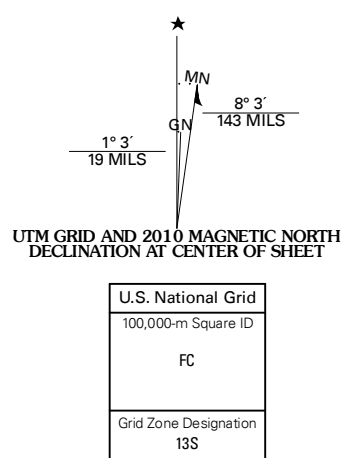 ★
MN
8° 3´
143 MILS
GN
1° 3´
19 MILS
UTM GRID AND 2010 MAGNETIC NORTH
DECLINATION AT CENTER OF SHEET
U.S. National Grid
100,000-m Square ID
FC
Grid Zone Designation
13S